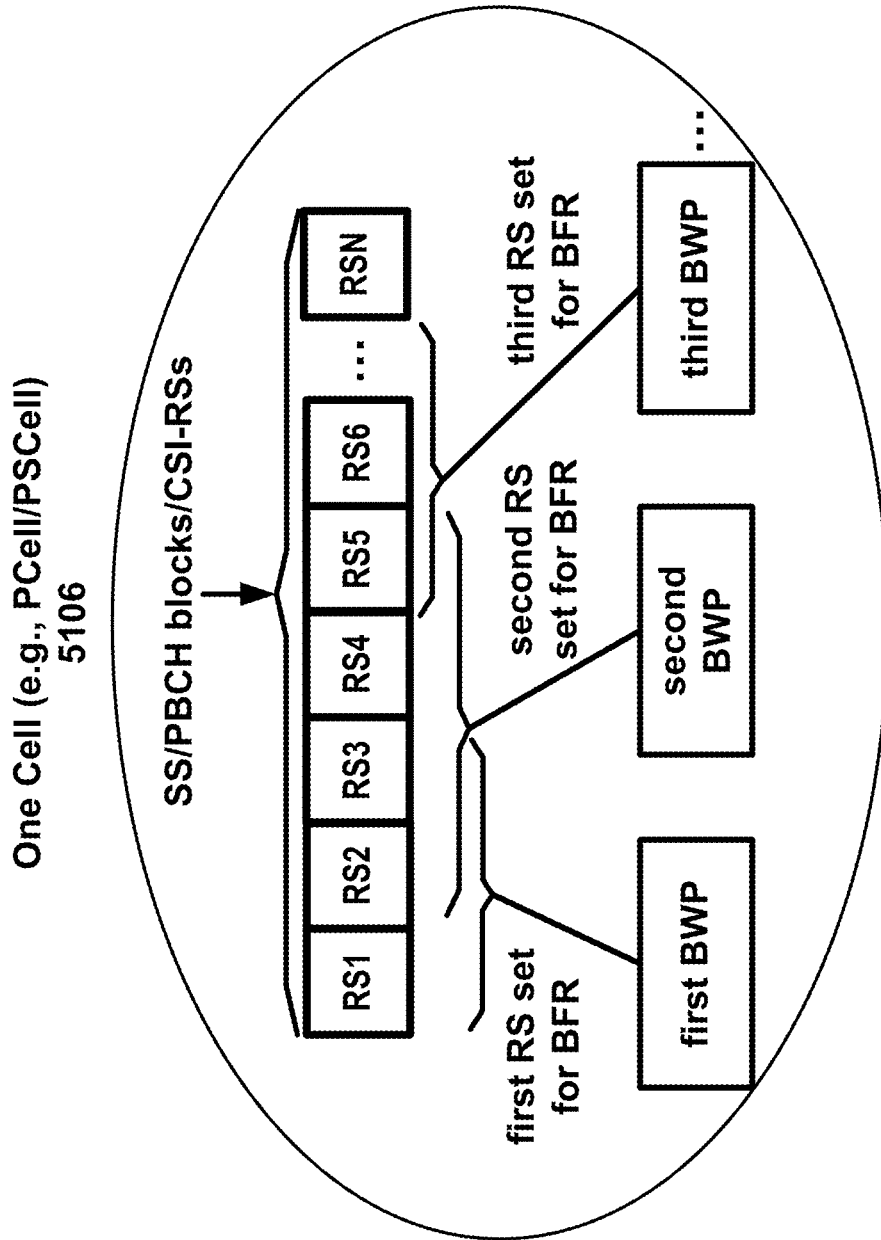 One Cell (e.g., PCell/PSCell)
5106
SS/PBCH blocks/CSI-RSs
RS1
RS2
RS3
RS4
RS5
RS6
...
RSN
first RS set
for BFR
second RS
set for BFR
third RS set
for BFR
first BWP
second
BWP
third BWP
...